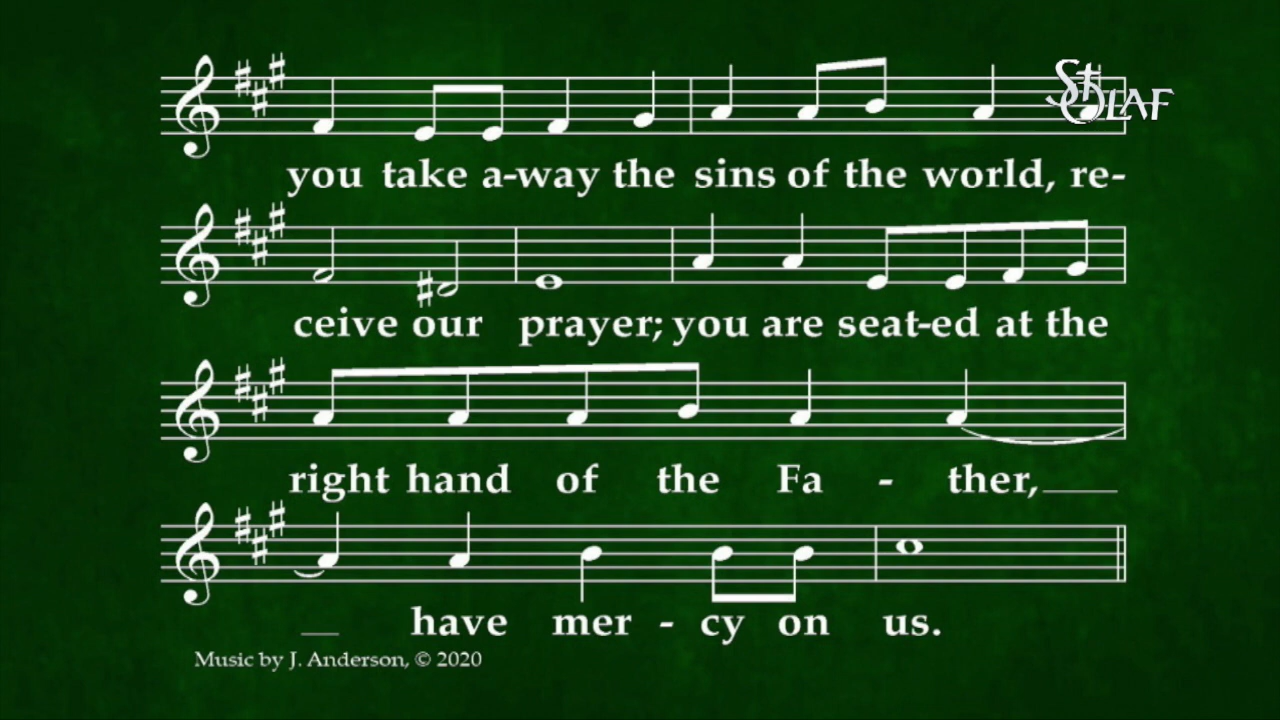 St OLAF
you take a-way the sins of the world, re-
ceive our prayer; you are seat-ed at the
right hand of the Fa - ther,
have mer - cy on us.
Music by J. Anderson, © 2020